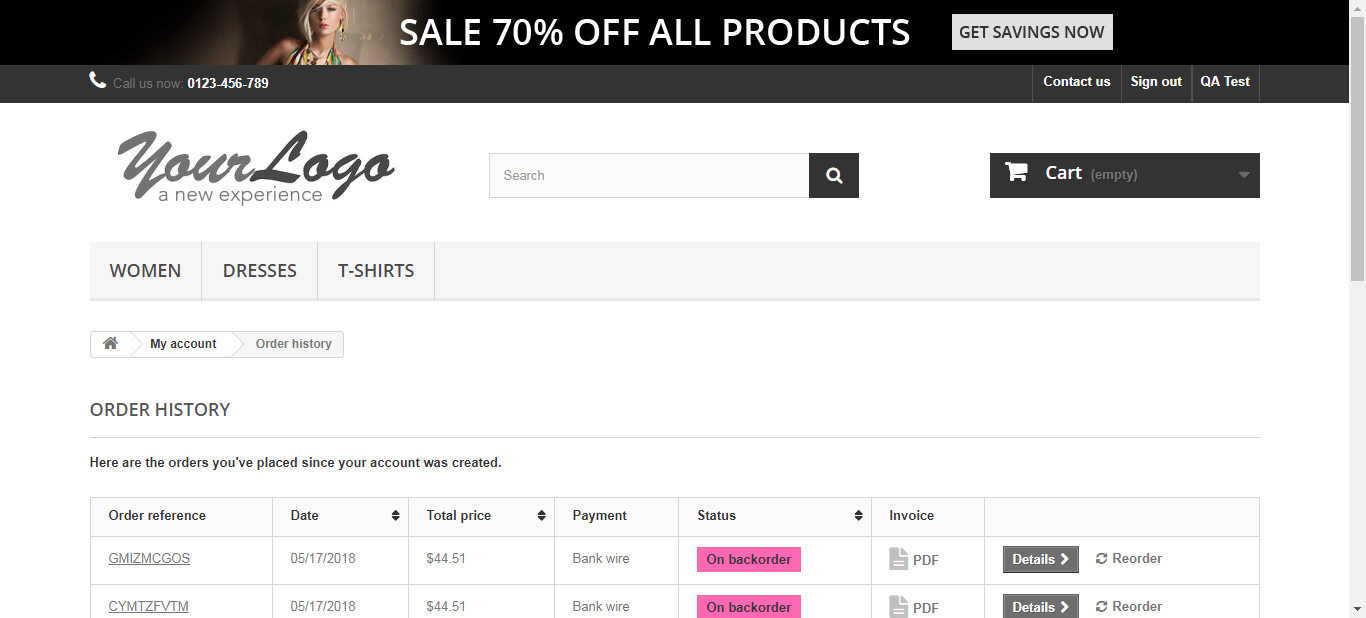 SALE 70% OFF ALL PRODUCTS GET SAVINGS NOW
Call us now: 0123-456-789 Contact us Sign out QA Test
YourLogo
a new experience
Search
Cart (empty)
WOMEN DRESSES T-SHIRTS
My account Order history
ORDER HISTORY
Here are the orders you've placed since your account was created.
Order reference Date Total price Payment Status Invoice
GMIZMCGOS 05/17/2018 $44.51 Bank wire On backorder PDF Details Reorder
CYMTZFVTM 05/17/2018 $44.51 Bank wire On backorder PDF Details Reorder